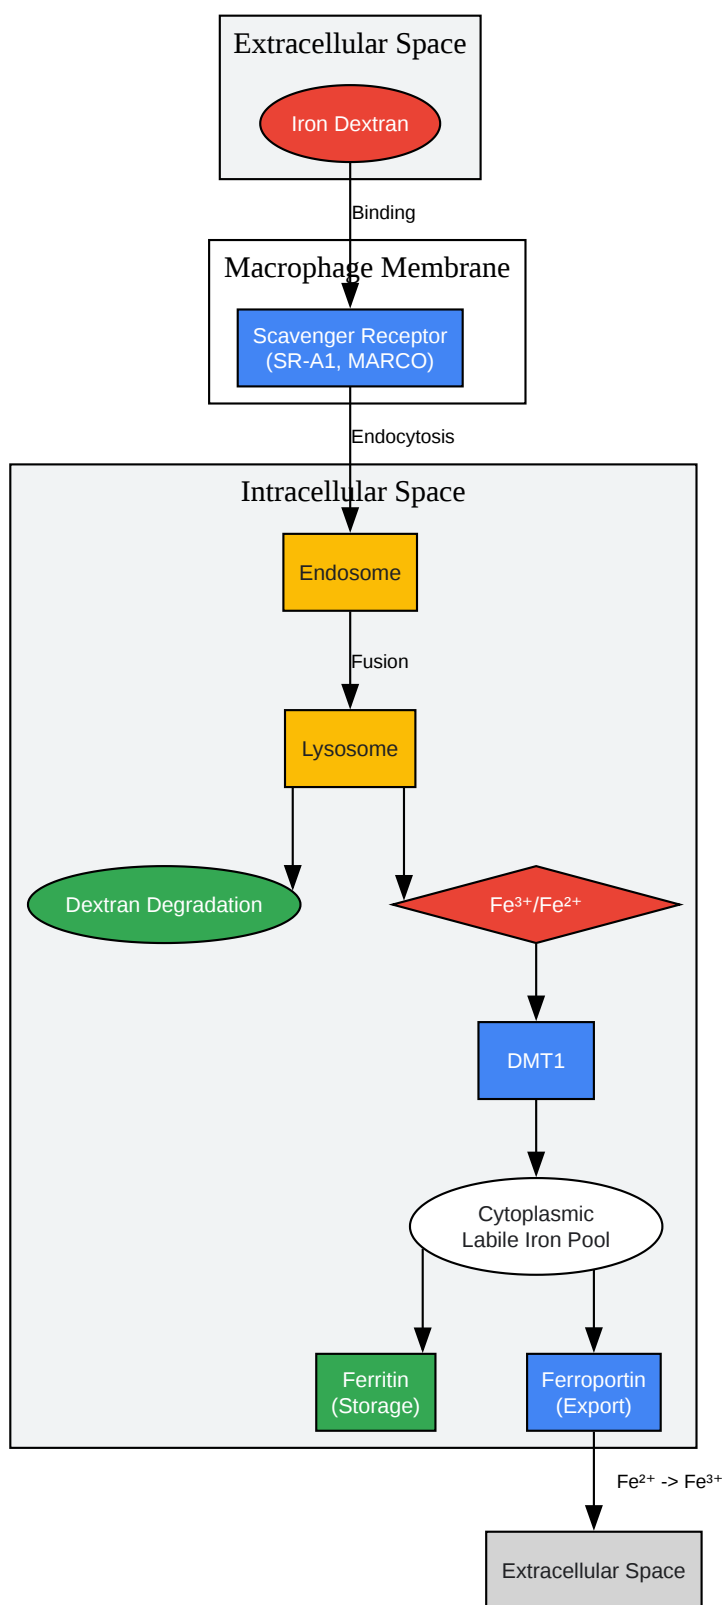 Extracellular Space
Iron Dextran
Binding
Macrophage Membrane
Scavenger Receptor
(SR-A1, MARCO)
Endocytosis
Intracellular Space
Endosome
Fusion
Lysosome
Dextran Degradation
Fe³⁺/Fe²⁺
DMT1
Cytoplasmic
Labile Iron Pool
Ferritin
(Storage)
Ferroportin
(Export)
Fe²⁺ -> Fe³⁺
Extracellular Space